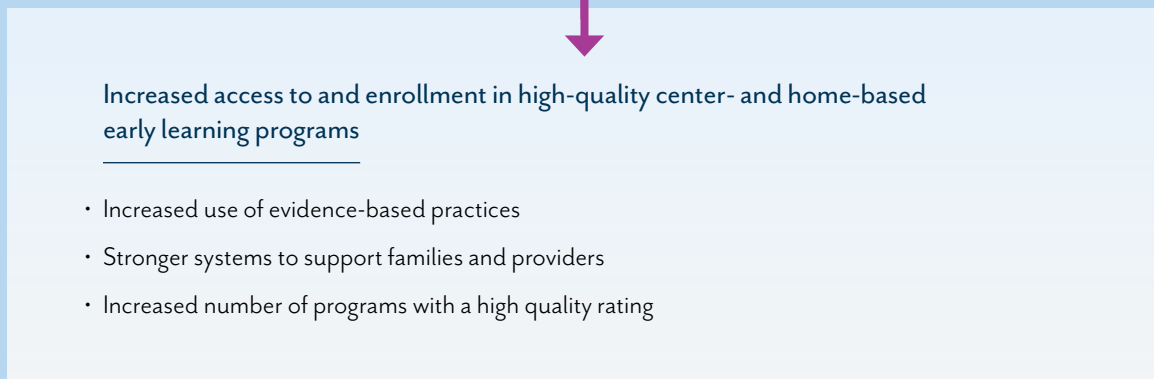 Increased access to and enrollment in high-quality center- and home-based
early learning programs
• Increased use of evidence-based practices
• Stronger systems to support families and providers
• Increased number of programs with a high quality rating